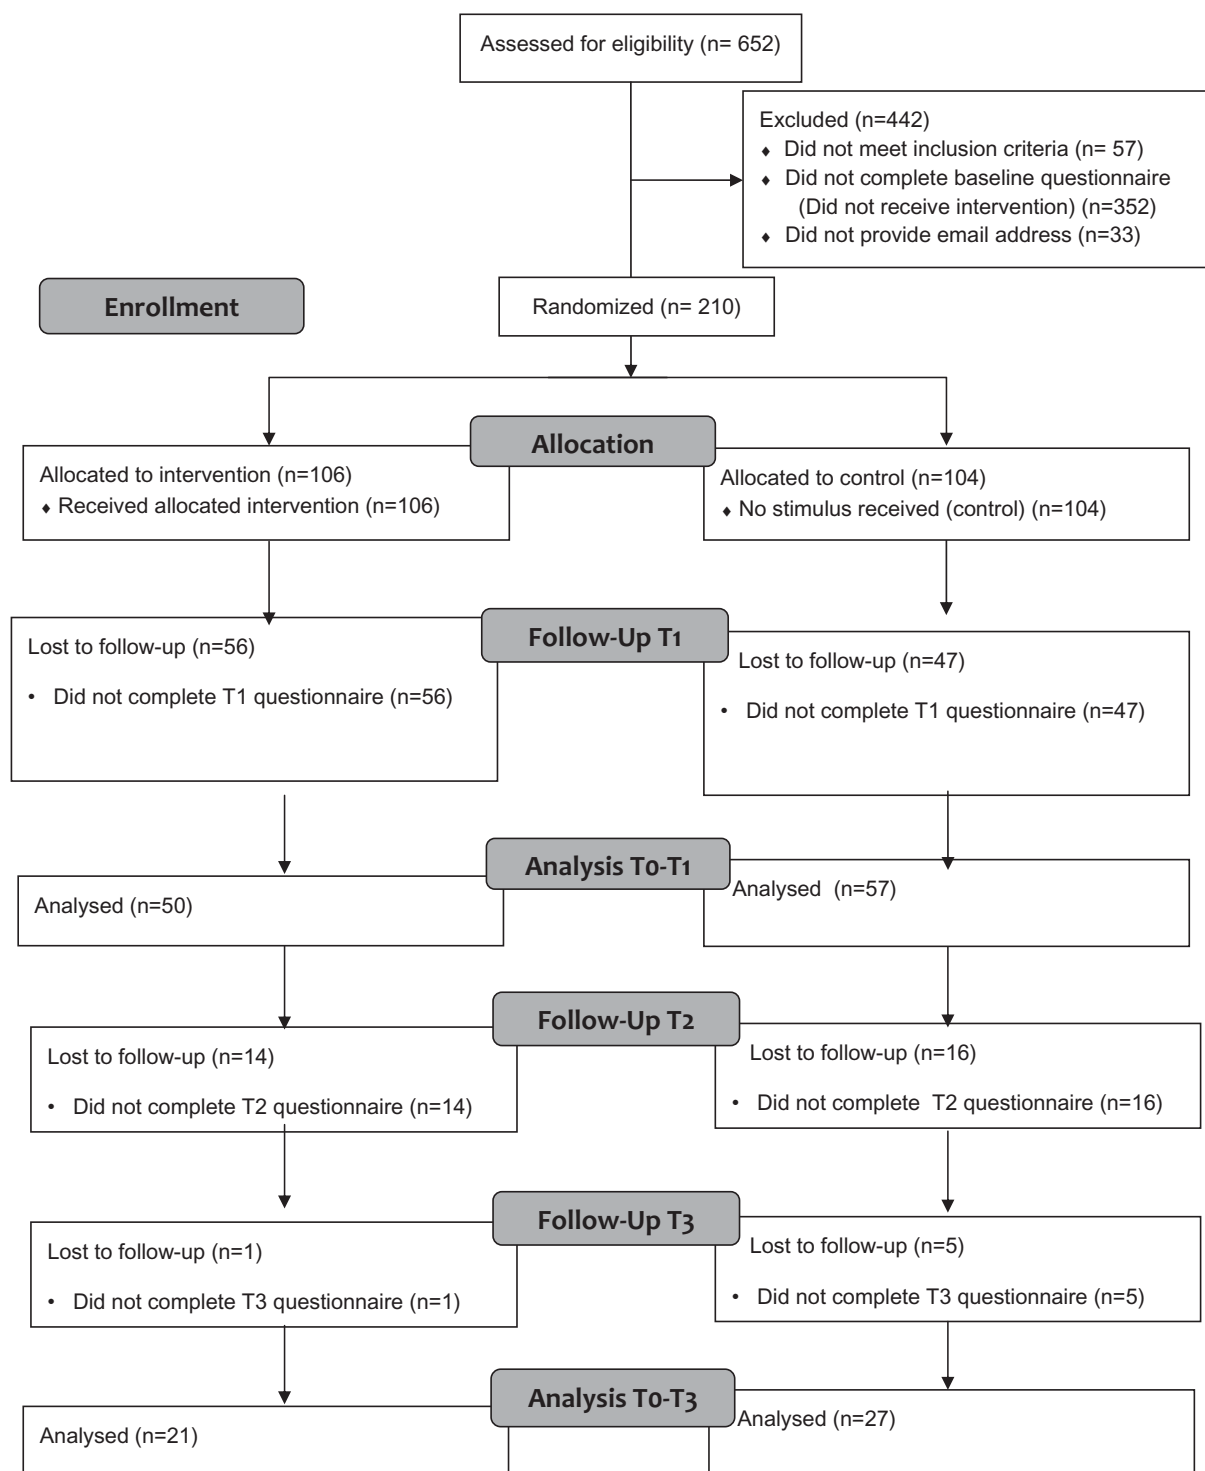 Assessed for eligibility (n= 652)
Excluded (n=442)
♦ Did not meet inclusion criteria (n= 57)
♦ Did not complete baseline questionnaire
(Did not receive intervention) (n=352)
♦ Did not provide email address (n=33)
Enrollment
Randomized (n= 210)
Allocation
Allocated to intervention (n=106)
♦ Received allocated intervention (n=106)
Allocated to control (n=104)
♦ No stimulus received (control) (n=104)
Follow-Up T1
Lost to follow-up (n=56)
• Did not complete T1 questionnaire (n=56)
Lost to follow-up (n=47)
• Did not complete T1 questionnaire (n=47)
Analysis T0-T1
Analysed (n=50)
Analysed (n=57)
Follow-Up T2
Lost to follow-up (n=14)
• Did not complete T2 questionnaire (n=14)
Lost to follow-up (n=16)
• Did not complete T2 questionnaire (n=16)
Follow-Up T3
Lost to follow-up (n=1)
• Did not complete T3 questionnaire (n=1)
Lost to follow-up (n=5)
• Did not complete T3 questionnaire (n=5)
Analysis T0-T3
Analysed (n=21)
Analysed (n=27)